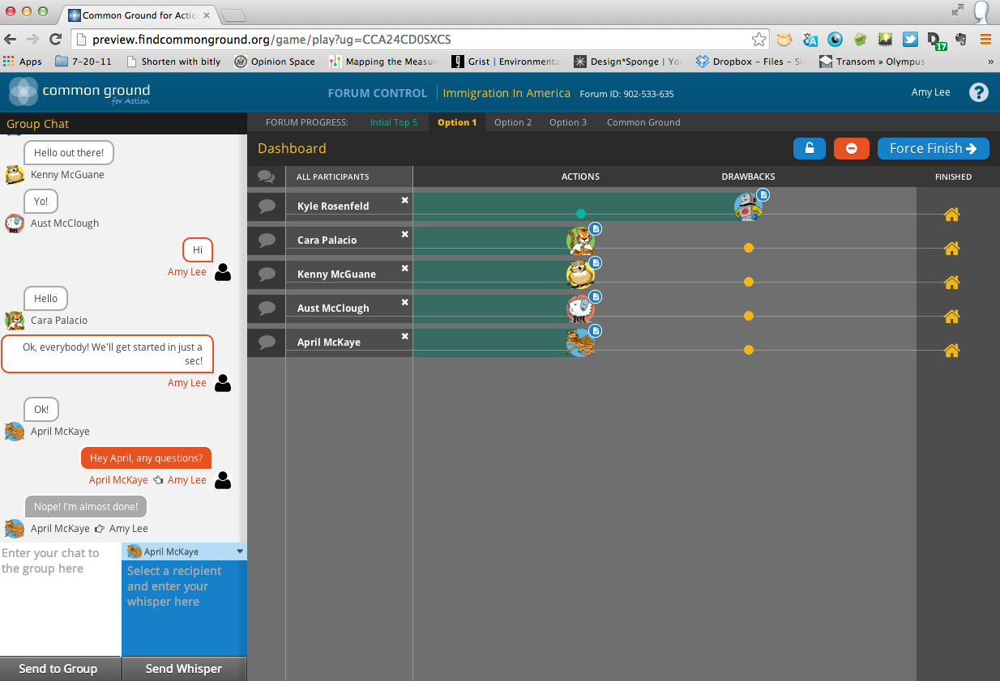 Common Ground for Actio
preview.findcommonground.org/game/play?ug=CCA24CD0SXCS
17
Apps
7-20-11
Shorten with bitly
Opinion Space
Mapping the Measur
g
Grist | Environmenta
Design*Sponge | You
Dropbox – Files – Sim
Transom » Olympus
»
common ground
for Action
FORUM CONTROL
Immigration In America
Forum ID: 902-533-635
Amy Lee
?
Group Chat
FORUM PROGRESS:
Intial Top 5
Option 1
Option 2
Option 3
Common Ground
Dashboard
Force Finish
ALL PARTICIPANTS
ACTIONS
DRAWBACKS
FINISHED
Kyle Rosenfeld
Cara Palacio
Kenny McGuane
Aust McClough
April McKaye
Hello out there!
Kenny McGuane
Yo!
Aust McClough
Hi
Amy Lee
Hello
Cara Palacio
Ok, everybody! We'll get started in just a
sec!
Amy Lee
Ok!
April McKaye
Hey April, any questions?
April McKaye
Amy Lee
Nope! I'm almost done!
April McKaye
Amy Lee
Enter your chat to
the group here
April McKaye
Select a recipient
and enter your
whisper here
Send to Group
Send Whisper